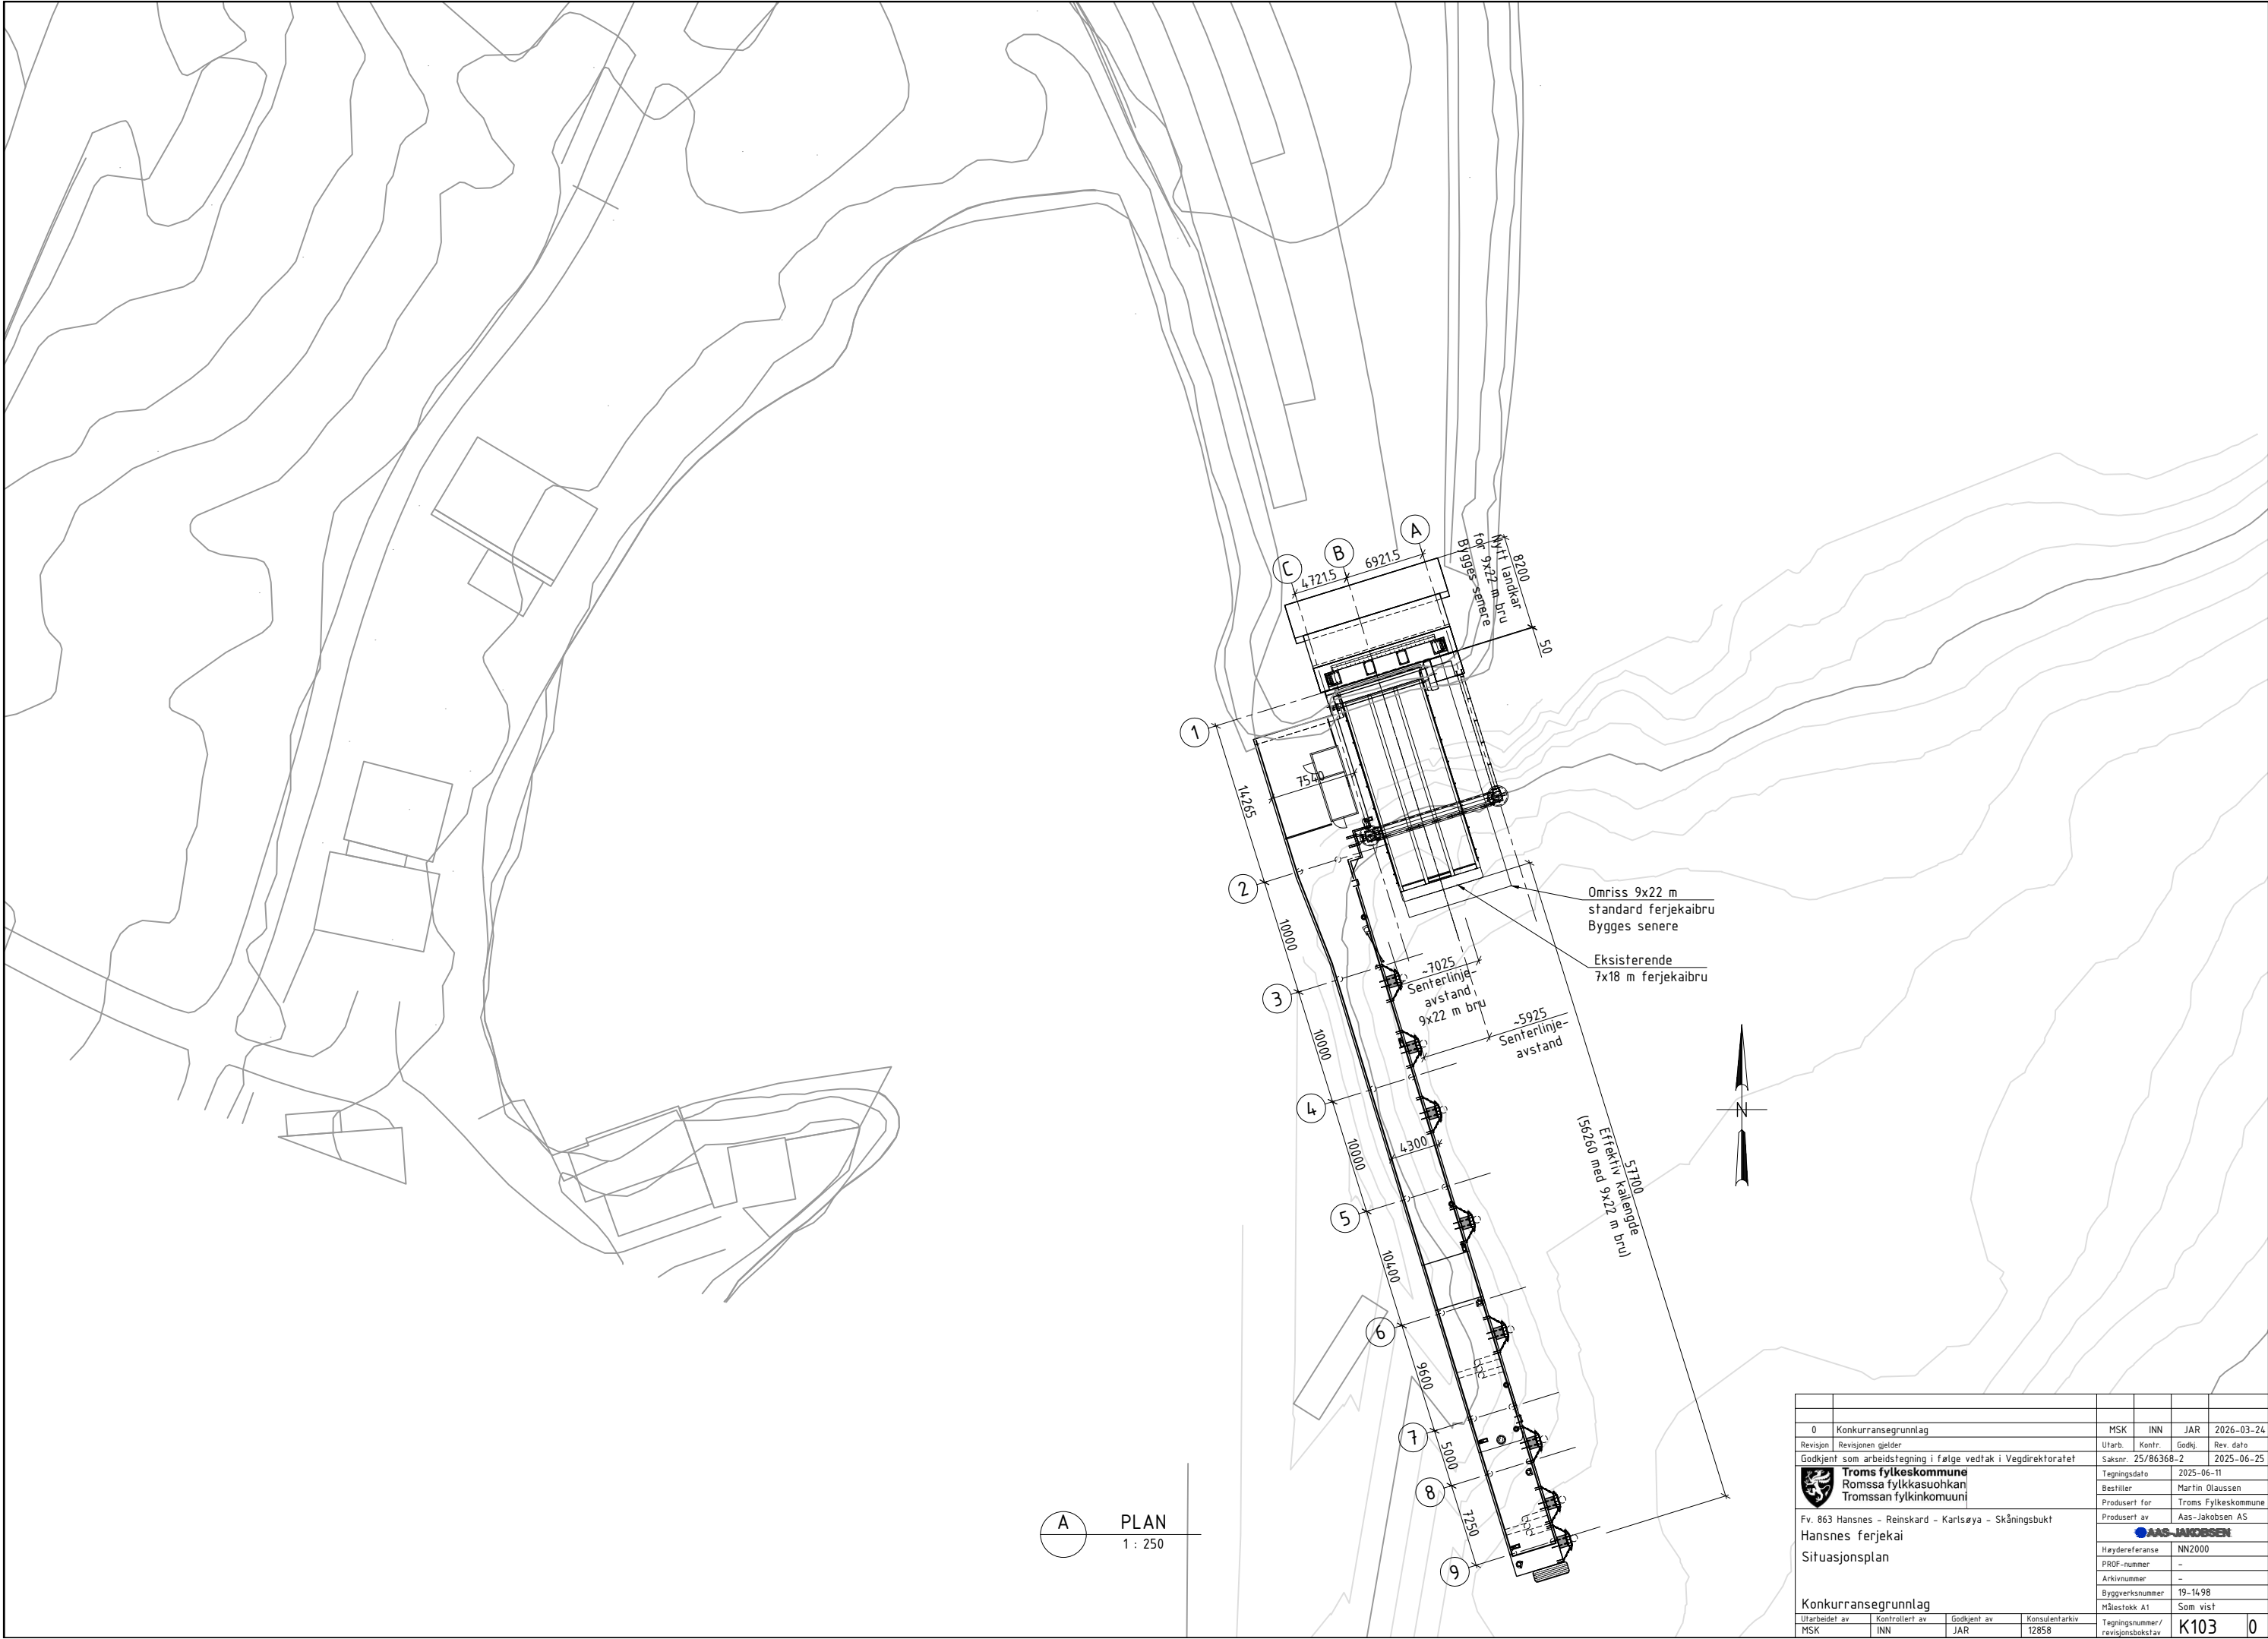 A
B
C
6921.5
4721.5
8200
Nytt landkar
for 9x22 m bru
Bygges senere
50
1
14265
7540
2
10000
Omriss 9x22 m
standard ferjekaibru
Bygges senere
Eksisterende
7x18 m ferjekaibru
~7025
Senterlinje-
avstand
9x22 m bru
~5925
Senterlinje-
avstand
3
10000
4
4300
10000
5
10400
57700
Effektiv kailengde
(56260 med 9x22 m bru)
6
9600
7
5000
8
7250
9
N
A PLAN
1 : 250
0 Konkurransegrunnlag MSK INN JAR 2026-03-24
Revisjon Revisjonen gjelder Utarb. Kontr. Godkj. Rev. dato
Godkjent som arbeidstegning i følge vedtak i Vegdirektoratet Saksnr. 25/86368-2 2025-06-25
Troms fylkeskommune
Romssa fylkkasuohkan
Tromssan fylkinkomuuni
Tegningsdato 2025-06-11
Bestiller Martin Olaussen
Produsert for Troms Fylkeskommune
Produsert av Aas-Jakobsen AS
AAS-JAKOBSEN
Fv. 863 Hansnes - Reinskard - Karlsøya - Skåningsbukt
Hansnes ferjekai
Situasjonsplan
Konkurransegrunnlag
Høydereferanse NN2000
PROF-nummer -
Arkivnummer -
Byggverksnummer 19-1498
Målestokk A1 Som vist
Utarbeidet av Kontrollert av Godkjent av Konsulentarkiv
MSK INN JAR 12858
Tegningsnummer/
revisjonsbokstav K103 0